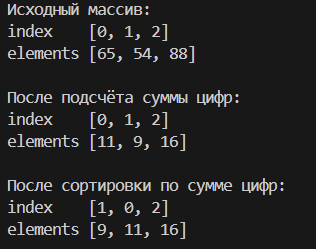 Исходный массив:
index    [0, 1, 2]
elements [65, 54, 88]

После подсчёта суммы цифр:
index    [0, 1, 2]
elements [11, 9, 16]

После сортировки по сумме цифр:
index    [1, 0, 2]
elements [9, 11, 16]